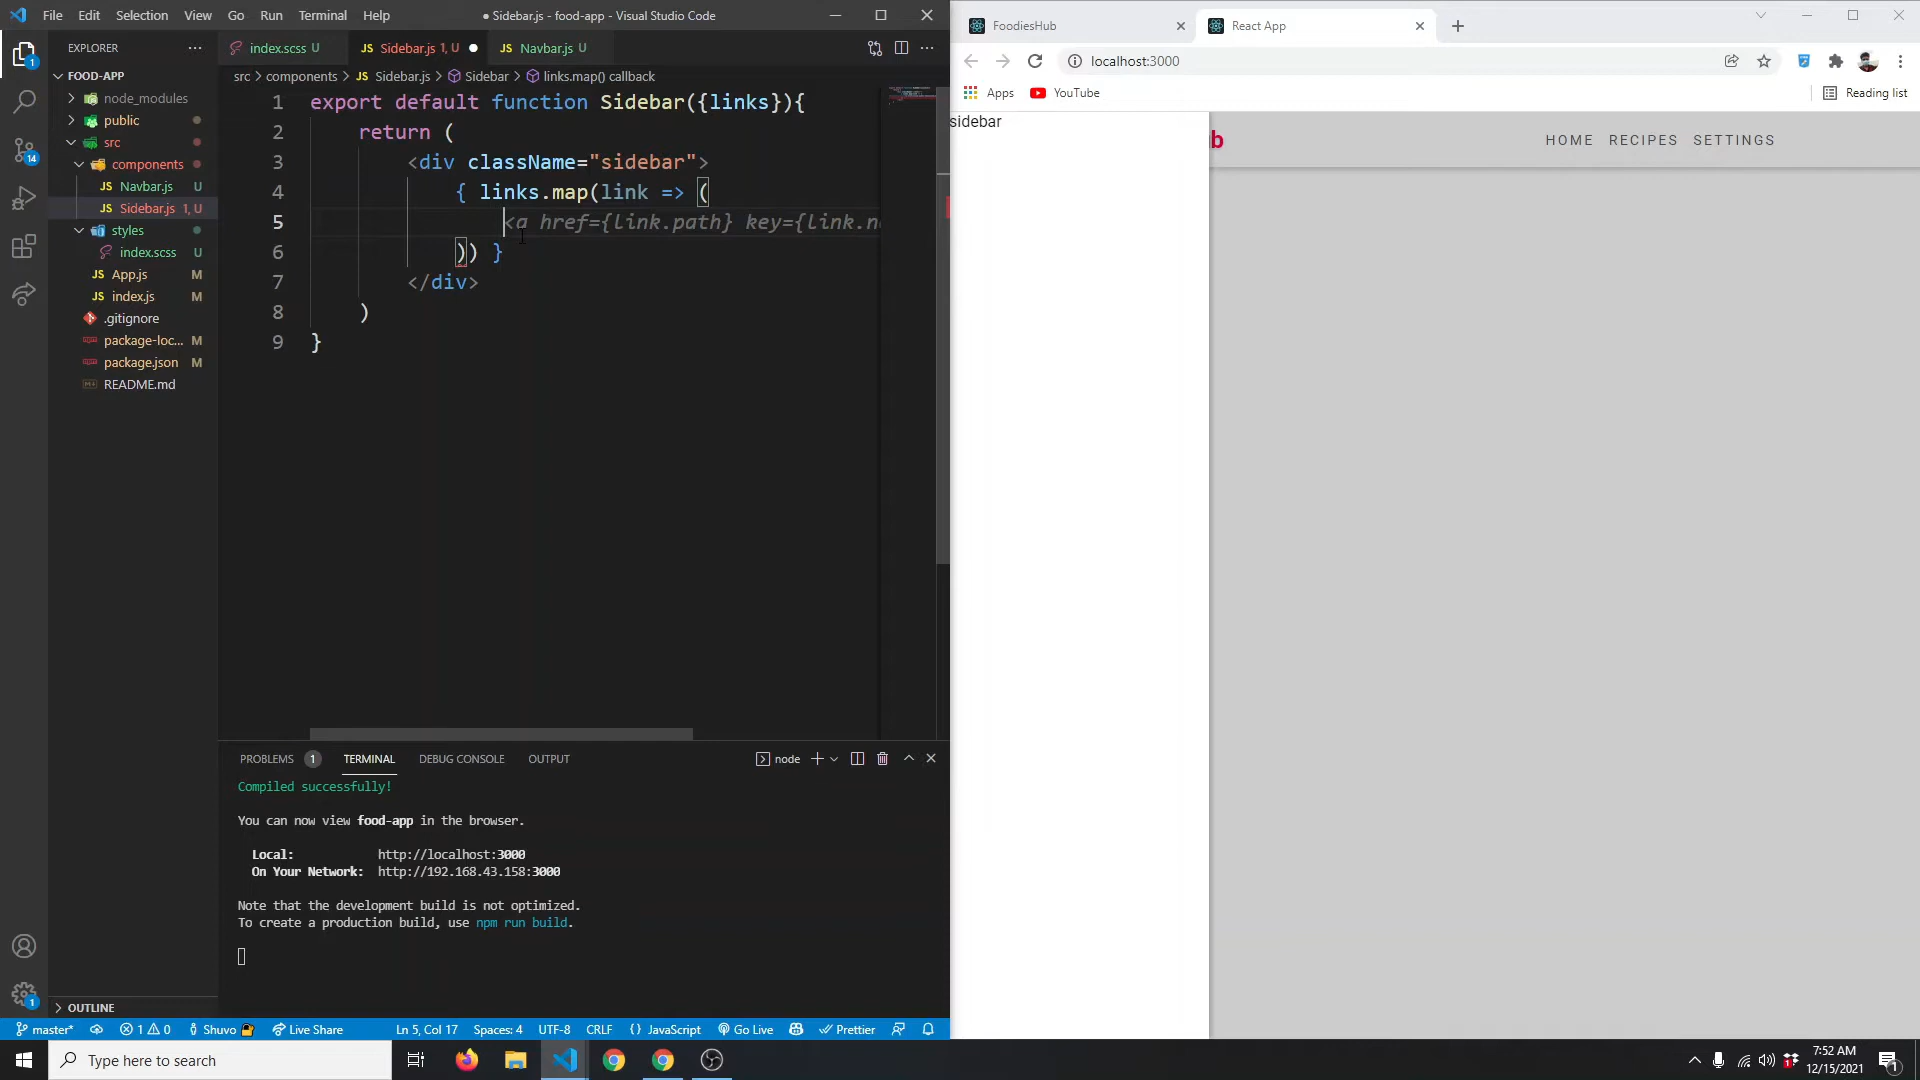 File Edit Selection View Go Run Terminal Help
● Sidebar.js - food-app - Visual Studio Code
EXPLORER
FOOD-APP
node_modules
public
src
components
Navbar.js U
Sidebar.js 1, U
styles
index.scss U
App.js M
index.js M
.gitignore
package-loc... M
package.json M
README.md
OUTLINE
index.scss U
Sidebar.js 1, U
Navbar.js U
src > components > JS Sidebar.js > Sidebar > links.map() callback
1 export default function Sidebar({links}){
2 return (
3 <div className="sidebar">
4 { links.map(link => (
5 <a href={link.path} key={link.n
6 )) }
7 </div>
8 )
9 }
PROBLEMS 1 TERMINAL DEBUG CONSOLE OUTPUT
node
Compiled successfully!
You can now view food-app in the browser.
Local: http://localhost:3000
On Your Network: http://192.168.43.158:3000
Note that the development build is not optimized.
To create a production build, use npm run build.
master* 1 0 Shuvo Live Share Ln 5, Col 17 Spaces: 4 UTF-8 CRLF {} JavaScript Go Live Prettier
FoodiesHub
React App
localhost:3000
Apps YouTube Reading list
sidebar
b
HOME RECIPES SETTINGS
Type here to search
7:52 AM
12/15/2021